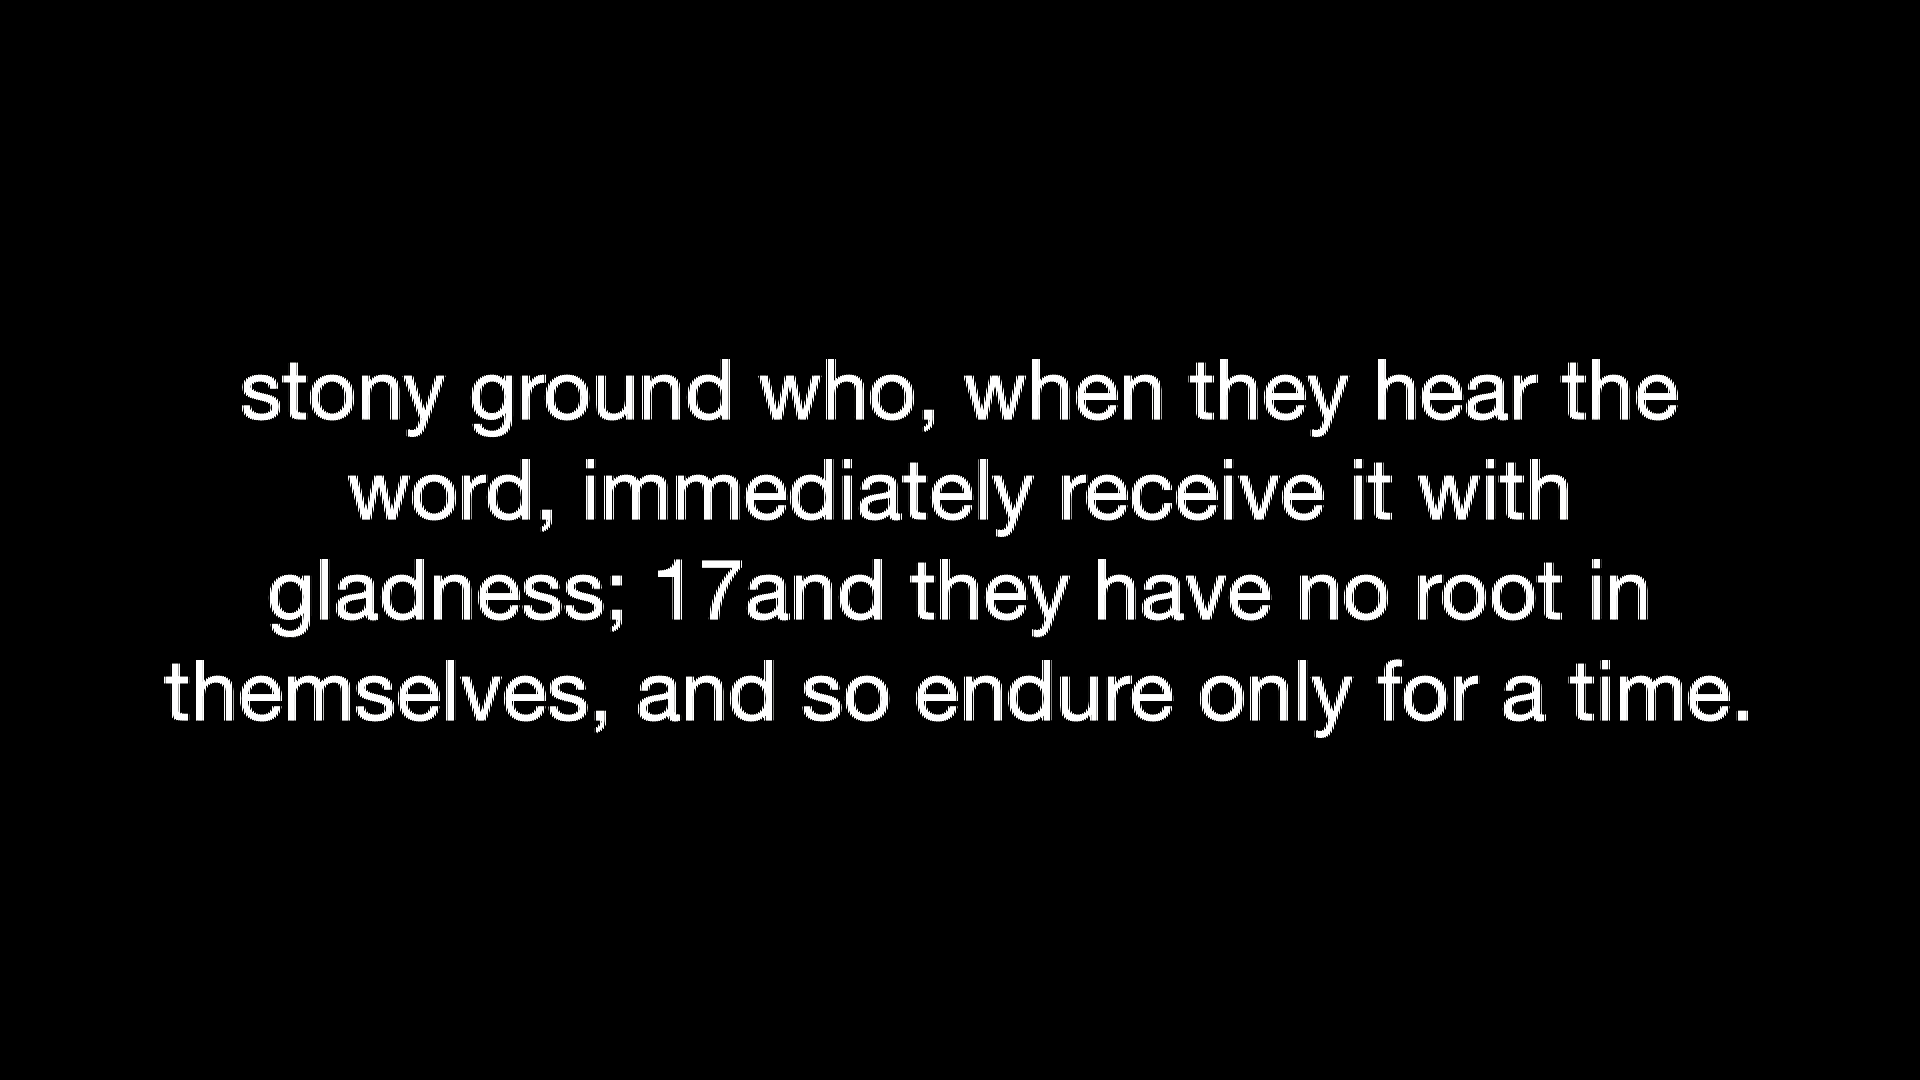 stony ground who, when they hear the
word, immediately receive it with
gladness; 17and they have no root in
themselves, and so endure only for a time.